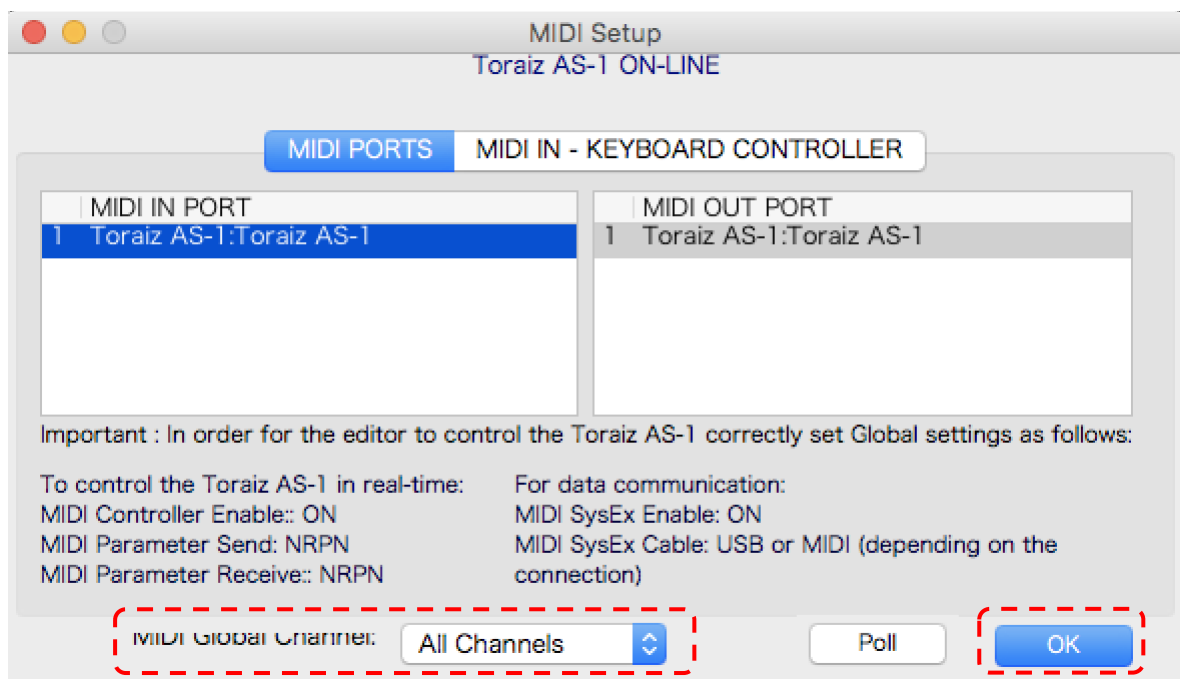 MIDI Setup
Toraiz AS-1 ON-LINE
MIDI PORTS MIDI IN - KEYBOARD CONTROLLER
MIDI IN PORT
1 Toraiz AS-1:Toraiz AS-1
MIDI OUT PORT
1 Toraiz AS-1:Toraiz AS-1
Important : In order for the editor to control the Toraiz AS-1 correctly set Global settings as follows:
To control the Toraiz AS-1 in real-time:
MIDI Controller Enable:: ON
MIDI Parameter Send: NRPN
MIDI Parameter Receive:: NRPN
For data communication:
MIDI SysEx Enable: ON
MIDI SysEx Cable: USB or MIDI (depending on the
connection)
MIDI Global Channel: All Channels Poll OK